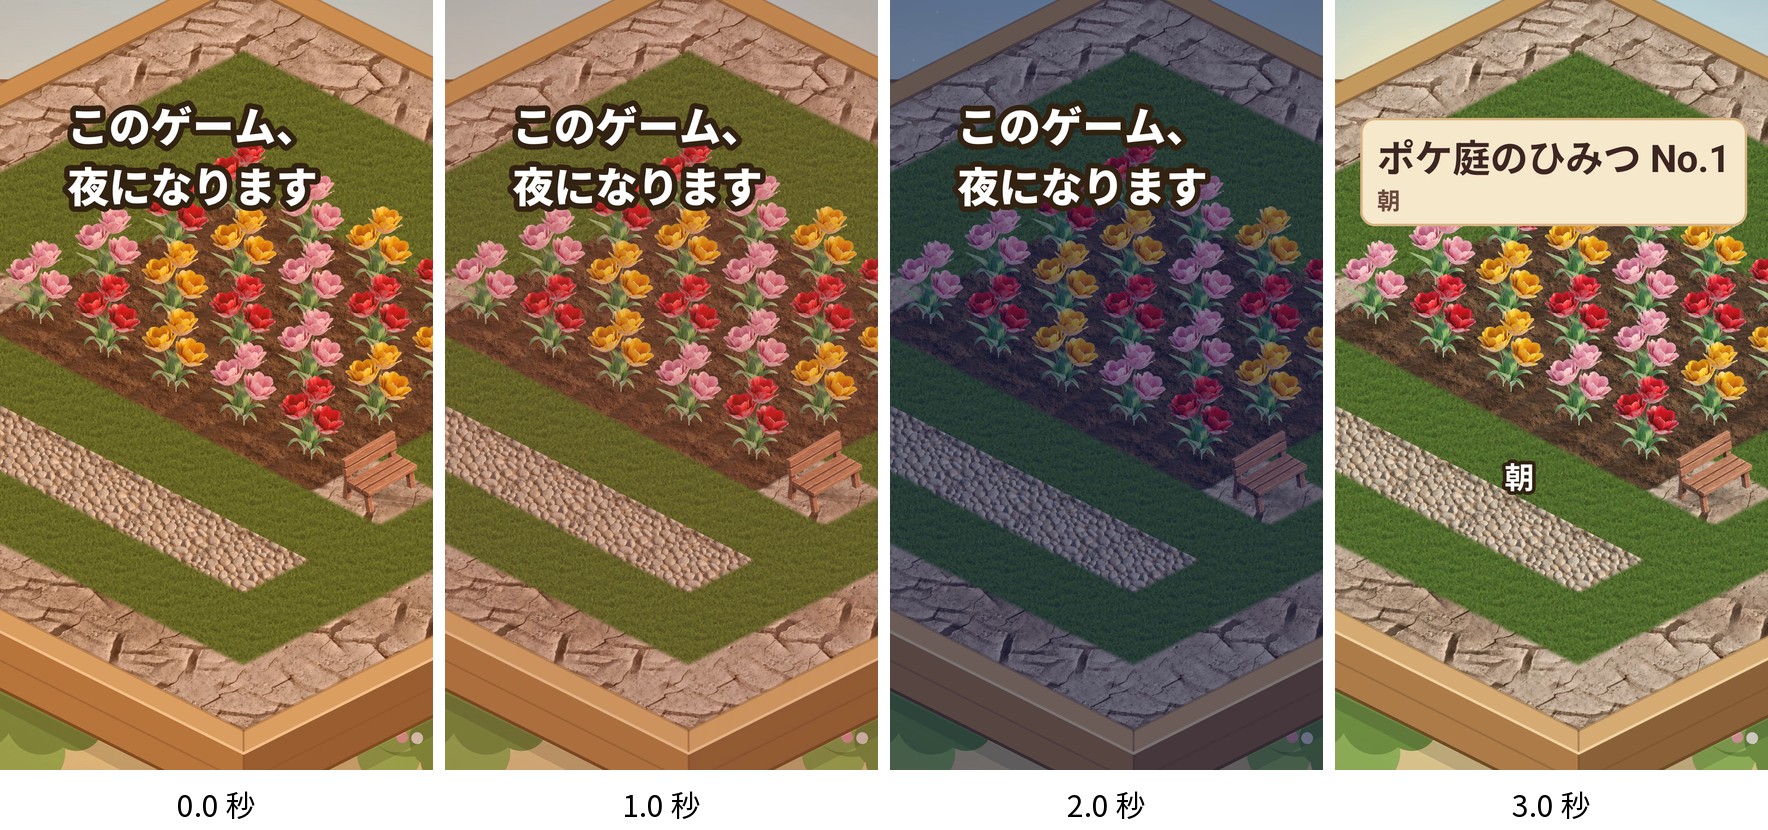 このゲーム、
夜になります
0.0 秒
このゲーム、
夜になります
1.0 秒
このゲーム、
夜になります
2.0 秒
ポケ庭のひみつ No.1
朝
朝
3.0 秒